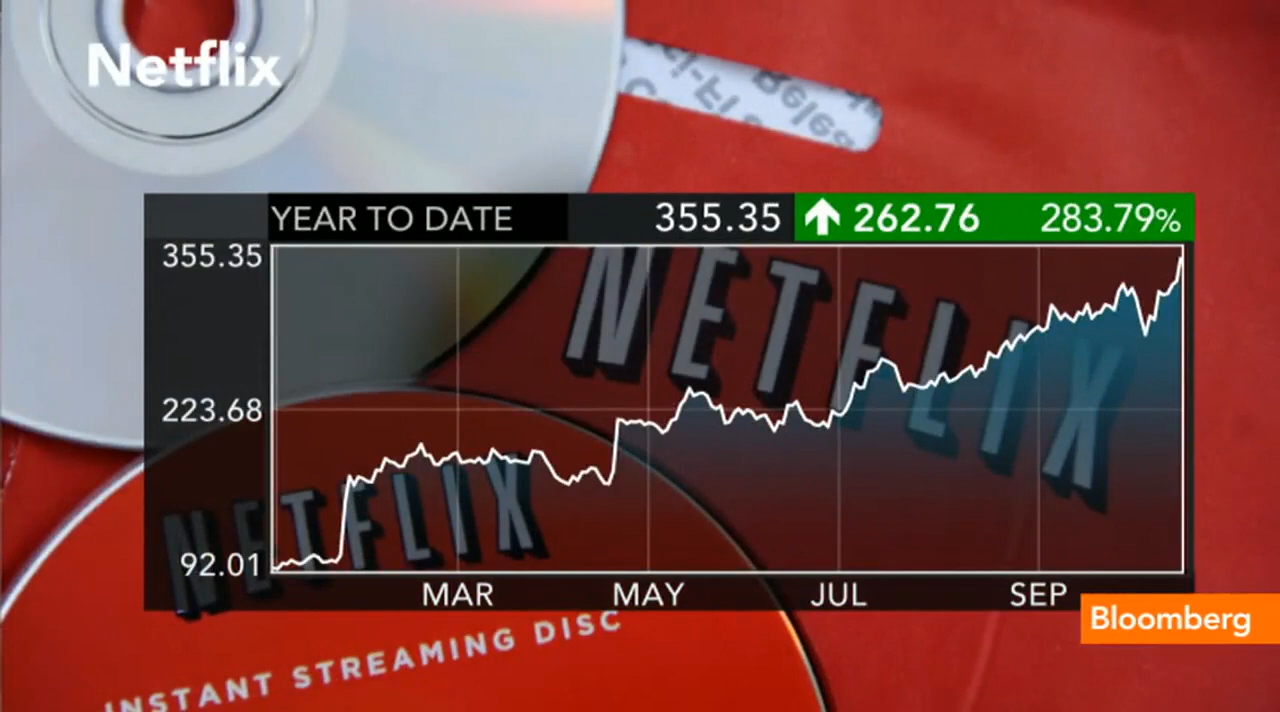 Netflix
YEAR TO DATE 355.35 262.76 283.79%
355.35
223.68
92.01
MAR MAY JUL SEP
NETFLIX
NETFLIX
INSTANT STREAMING DISC
Bloomberg